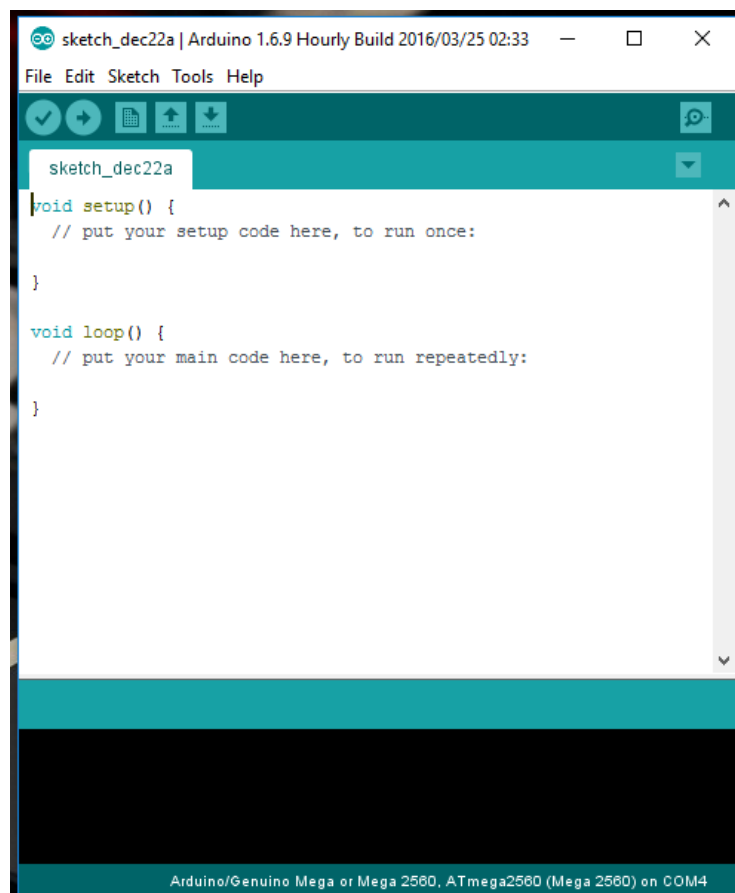 sketch_dec22a | Arduino 1.6.9 Hourly Build 2016/03/25 02:33
File Edit Sketch Tools Help
sketch_dec22a
void setup() {
  // put your setup code here, to run once:
}
void loop() {
  // put your main code here, to run repeatedly:
}
Arduino/Genuino Mega or Mega 2560, ATmega2560 (Mega 2560) on COM4